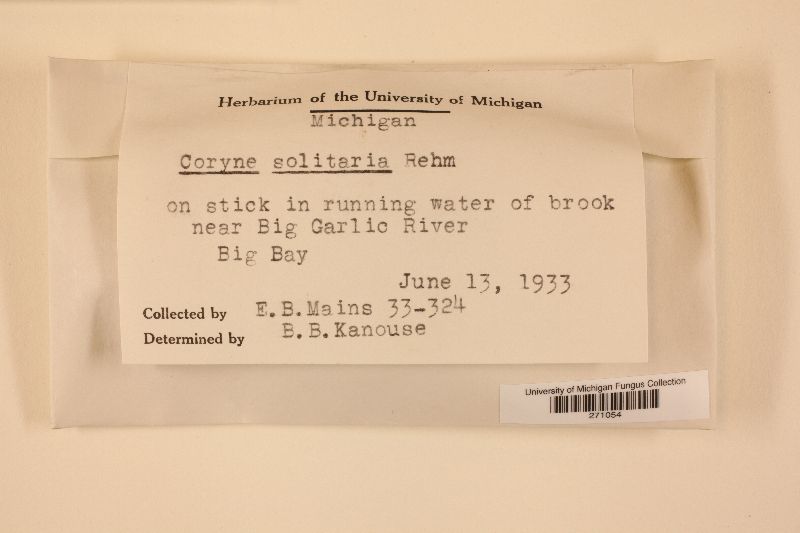 Herbarium of the University of Michigan
Michigan
Coryne solitaria Rehm
on stick in running water of brook
near Big Garlic River
Big Bay
June 13, 1933
Collected by E.B.Mains 33-324
Determined by B.B.Kanouse
University of Michigan Fungus Collection
271054